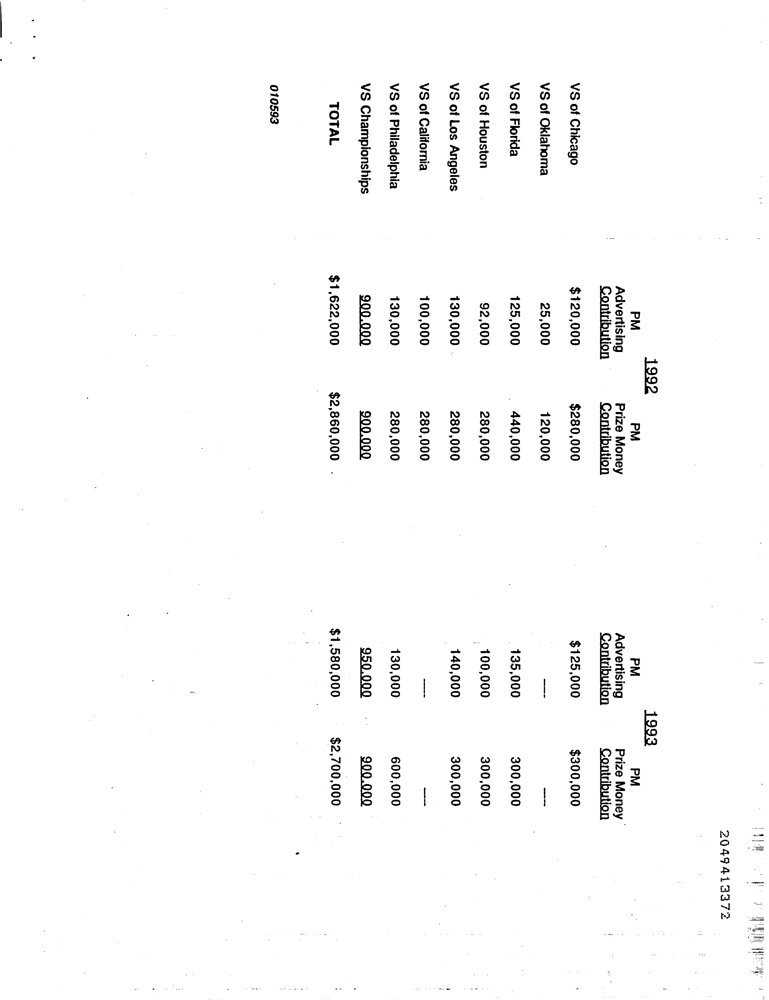 1992 1993
PM PM PM PM
Advertising Prize Money Advertising Prize Money
Contribution Contribution Contribution Contribution
VS of Chicago $120,000 $280,000 $125,000 $300,000
VS of Oklahoma 25,000 120,000 — —
VS of Florida 125,000 440,000 135,000 300,000
VS of Houston 92,000 280,000 100,000 300,000
VS of Los Angeles 130,000 280,000 140,000 300,000
VS of California 100,000 280,000 — —
VS of Philadelphia 130,000 280,000 130,000 600,000
VS Championships 900,000 900,000 950,000 900,000
TOTAL $1,622,000 $2,860,000 $1,580,000 $2,700,000
010593
2049413372